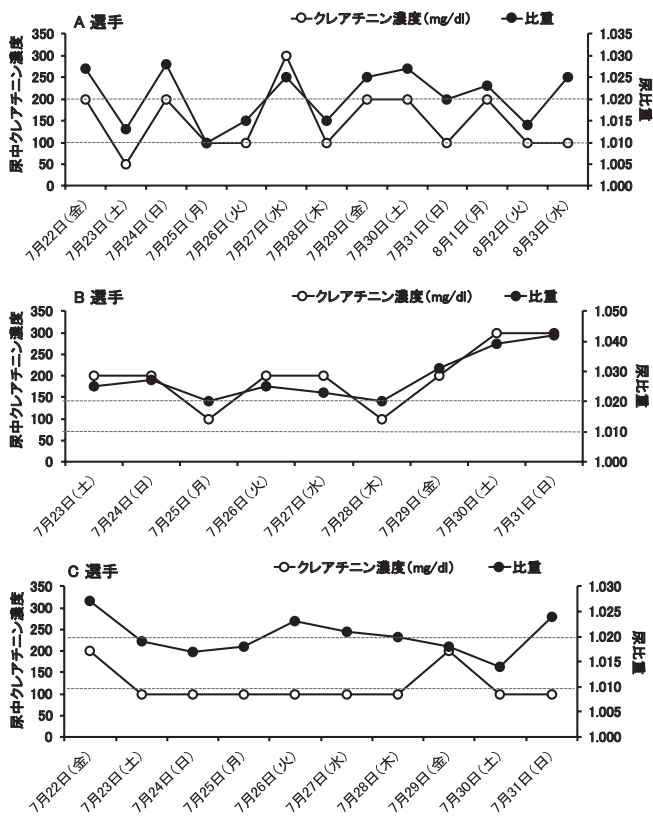 A 選手
クレアチニン濃度(mg/dl) 比重
尿中クレアチニン濃度
350
300
250
200
150
100
50
0
1.035
1.030
1.025
1.020
1.015
1.010
1.005
1.000
尿比重
7月22日(金)
7月23日(土)
7月24日(日)
7月25日(月)
7月26日(火)
7月27日(水)
7月28日(木)
7月29日(金)
7月30日(土)
7月31日(日)
8月1日(月)
8月2日(火)
8月3日(水)
B 選手
クレアチニン濃度(mg/dl) 比重
尿中クレアチニン濃度
350
300
250
200
150
100
50
0
1.050
1.040
1.030
1.020
1.010
1.000
尿比重
7月23日(土)
7月24日(日)
7月25日(月)
7月26日(火)
7月27日(水)
7月28日(木)
7月29日(金)
7月30日(土)
7月31日(日)
C 選手
クレアチニン濃度(mg/dl) 比重
尿中クレアチニン濃度
350
300
250
200
150
100
50
0
1.030
1.025
1.020
1.015
1.010
1.005
1.000
尿比重
7月22日(金)
7月23日(土)
7月24日(日)
7月25日(月)
7月26日(火)
7月27日(水)
7月28日(木)
7月29日(金)
7月30日(土)
7月31日(日)